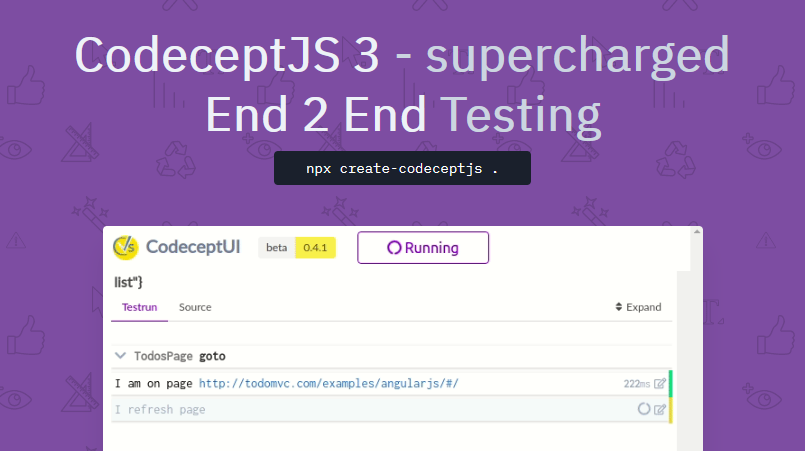 CodeceptJS 3 - supercharged
End 2 End Testing
npx create-codeceptjs .
CodeceptUI beta 0.4.1 Running
list"}
Testrun Source Expand
TodosPage goto
I am on page http://todomvc.com/examples/angularjs/#/ 222ms
I refresh page